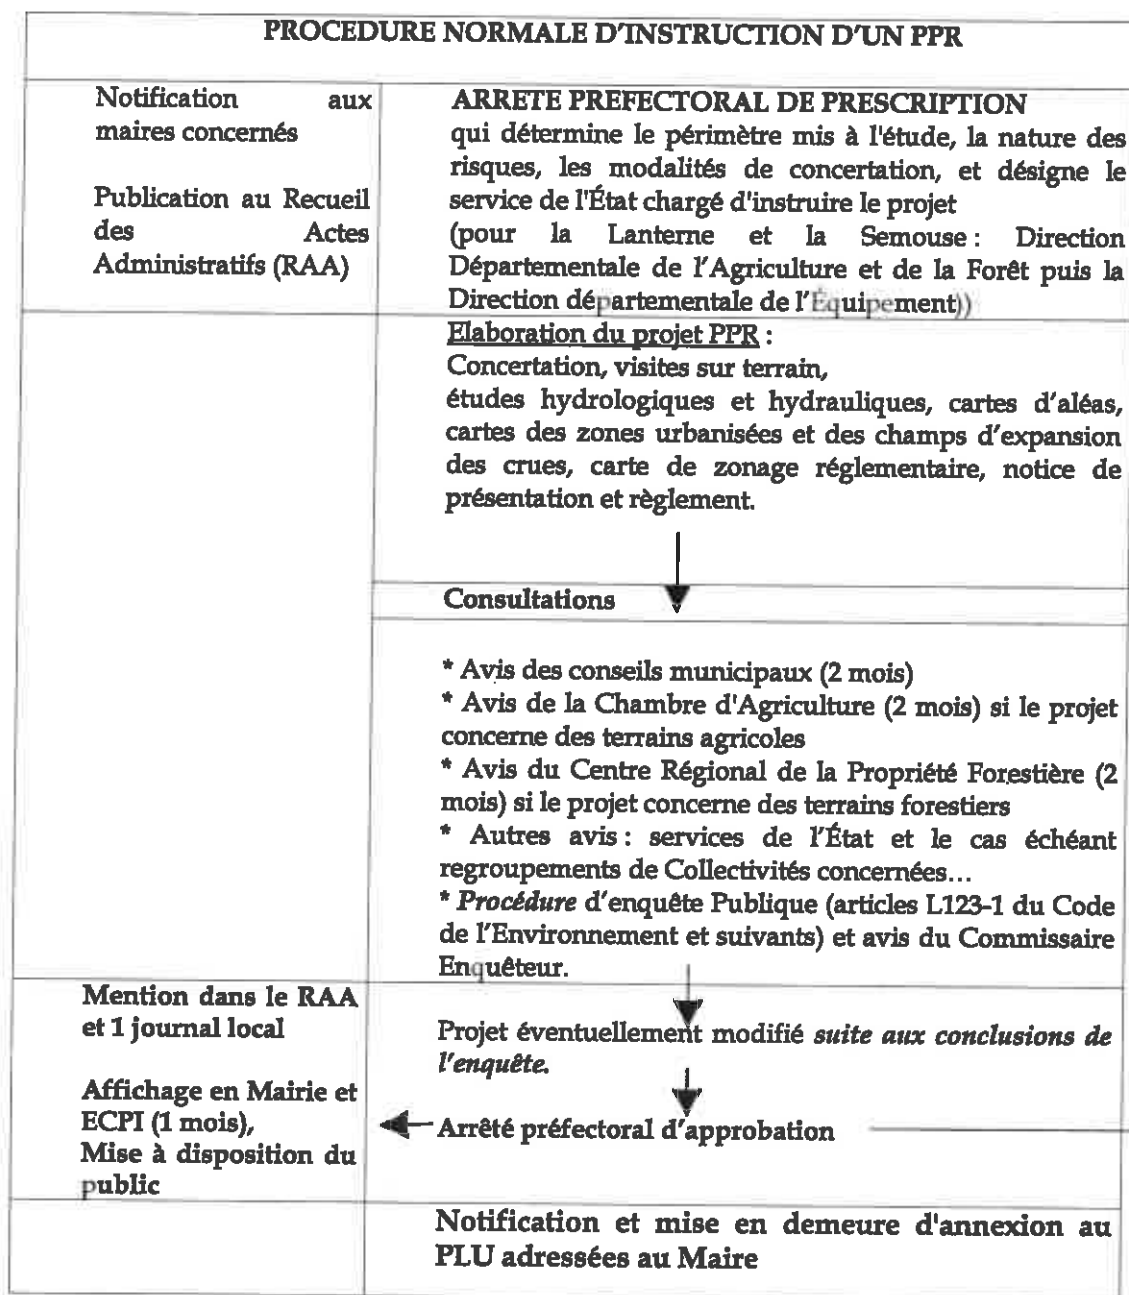 PROCEDURE NORMALE D'INSTRUCTION D'UN PPR
Notification aux
maires concernés
Publication au Recueil
des Actes
Administratifs (RAA)
ARRETE PREFECTORAL DE PRESCRIPTION
qui détermine le périmètre mis à l'étude, la nature des
risques, les modalités de concertation, et désigne le
service de l'État chargé d'instruire le projet
(pour la Lanterne et la Semouse : Direction
Départementale de l'Agriculture et de la Forêt puis la
Direction départementale de l'Équipement))
Elaboration du projet PPR :
Concertation, visites sur terrain,
études hydrologiques et hydrauliques, cartes d'aléas,
cartes des zones urbanisées et des champs d'expansion
des crues, carte de zonage réglementaire, notice de
présentation et règlement.
Consultations
* Avis des conseils municipaux (2 mois)
* Avis de la Chambre d'Agriculture (2 mois) si le projet
concerne des terrains agricoles
* Avis du Centre Régional de la Propriété Forestière (2
mois) si le projet concerne des terrains forestiers
* Autres avis : services de l'État et le cas échéant
regroupements de Collectivités concernées...
* Procédure d'enquête Publique (articles L123-1 du Code
de l'Environnement et suivants) et avis du Commissaire
Enquêteur.
Mention dans le RAA
et 1 journal local
Affichage en Mairie et
ECPI (1 mois),
Mise à disposition du
public
Projet éventuellement modifié suite aux conclusions de
l'enquête.
Arrêté préfectoral d'approbation
Notification et mise en demeure d'annexion au
PLU adressées au Maire